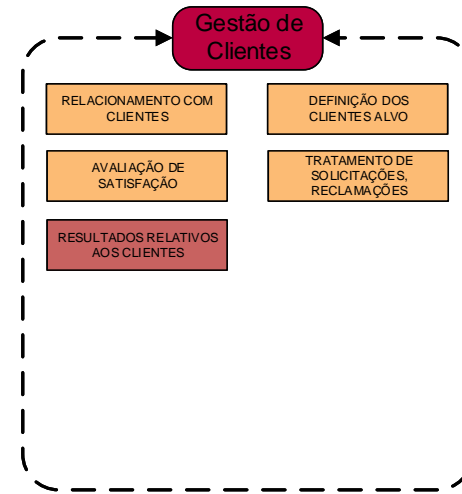 Gestão de
Clientes
RELACIONAMENTO COM
CLIENTES
DEFINIÇÃO DOS
CLIENTES ALVO
AVALIAÇÃO DE
SATISFAÇÃO
TRATAMENTO DE
SOLICITAÇÕES,
RECLAMAÇÕES
RESULTADOS RELATIVOS
AOS CLIENTES